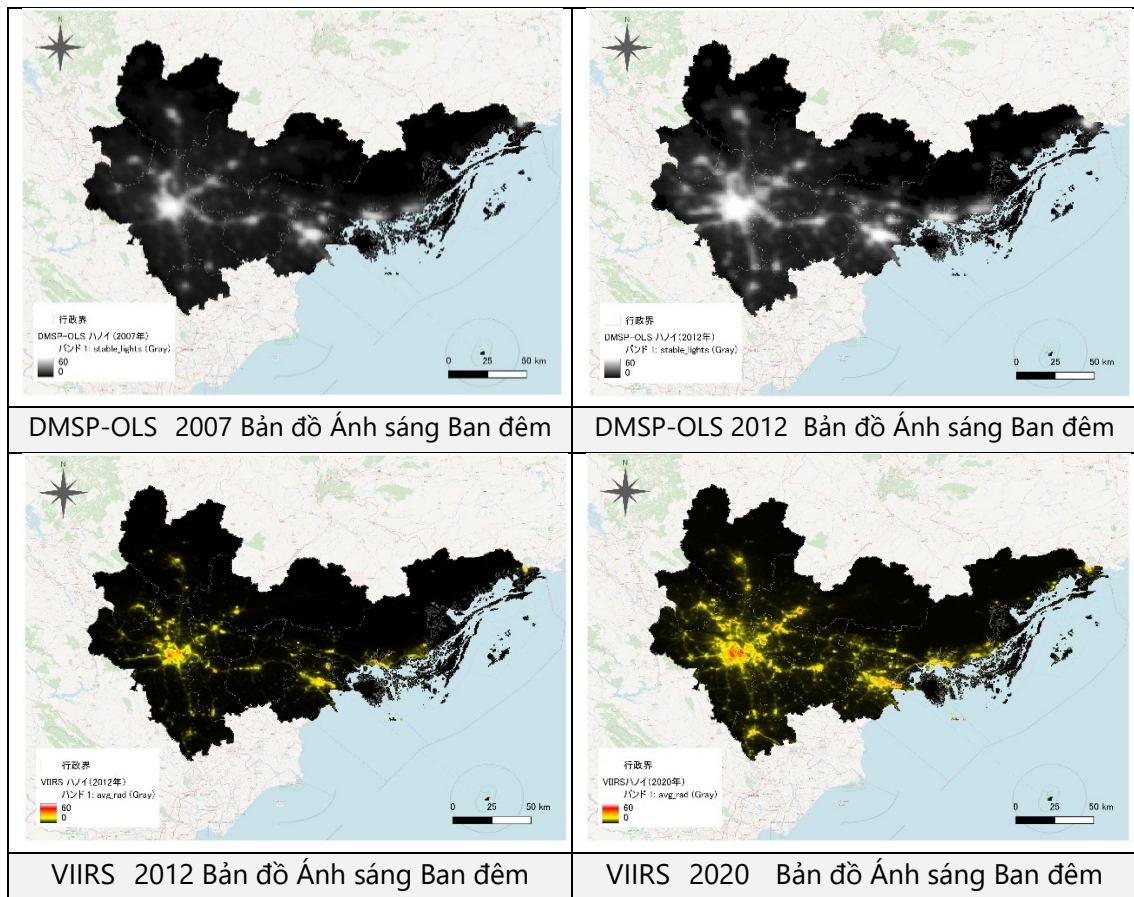 N
行政界
DMSP-OLS ハノイ(2007年)
バンド 1: stable_lights (Gray)
60
0
0 25 50 km
N
行政界
DMSP-OLS ハノイ(2012年)
バンド 1: stable_lights (Gray)
60
0
0 25 50 km
DMSP-OLS 2007 Bản đồ Ánh sáng Ban đêm
DMSP-OLS 2012 Bản đồ Ánh sáng Ban đêm
N
行政界
VIIRS ハノイ(2012年)
バンド 1: avg_rad (Gray)
60
0
0 25 50 km
N
行政界
VIIRSハノイ(2020年)
バンド 1: avg_rad (Gray)
60
0
0 25 50 km
VIIRS 2012 Bản đồ Ánh sáng Ban đêm
VIIRS 2020 Bản đồ Ánh sáng Ban đêm